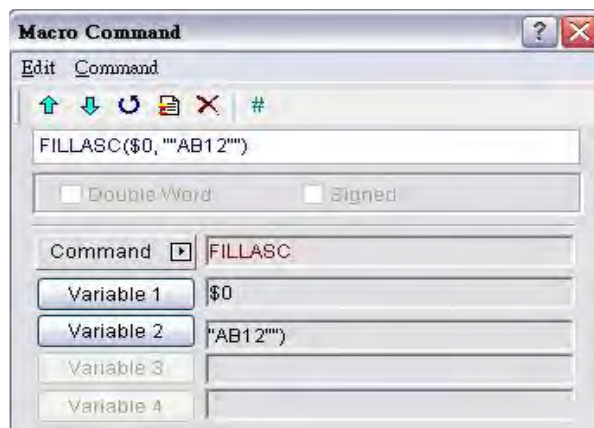 Macro Command
Edit Command
#
FILLASC($0, ""AB12"")
Double Word Signed
Command FILLASC
Variable 1 $0
Variable 2 "AB12"")
Variable 3
Variable 4